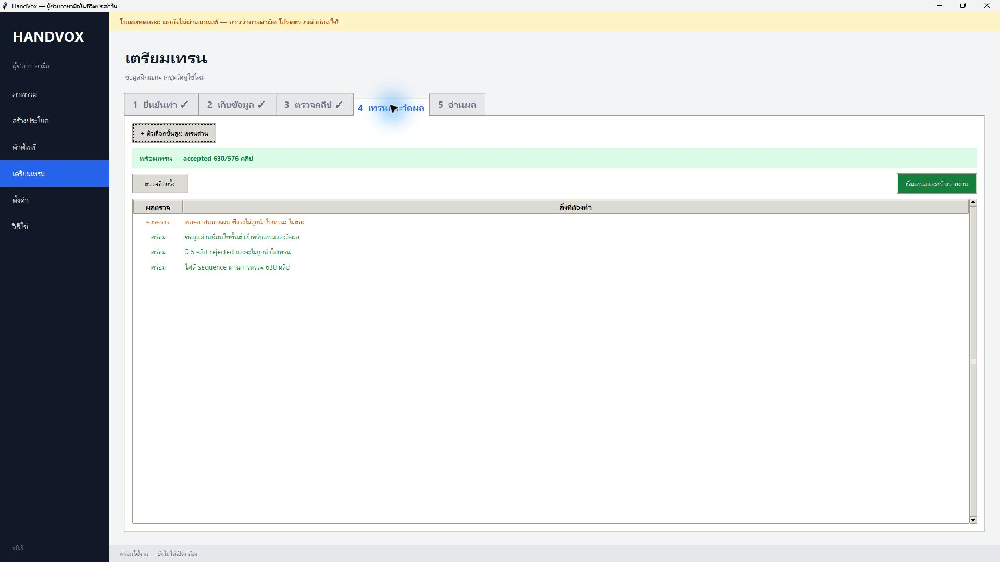 HandVox — ผู้ช่วยภาษามือในชีวิตประจำวัน
โมเดลทดลอง: ผลยังไม่ผ่านเกณฑ์ — อาจจำบางคำผิด โปรดตรวจคำก่อนใช้
HANDVOX
ผู้ช่วยภาษามือ
ภาพรวม
สร้างประโยค
คำศัพท์
เตรียมเทรน
ตั้งค่า
วิธีใช้
v0.3
เตรียมเทรน
ข้อมูลฝึกแยกจากชุดวัดผู้ใช้ใหม่
1 ยืนยันท่า ✓
2 เก็บข้อมูล ✓
3 ตรวจคลิป ✓
4 เทรนและวัดผล
5 อ่านผล
+ ตัวเลือกขั้นสูง: เทรนด่วน
พร้อมเทรน — accepted 630/576 คลิป
ตรวจอีกครั้ง
เริ่มเทรนและสร้างรายงาน
ผลตรวจ สิ่งที่ต้องทำ
ควรตรวจ พบคลาสนอกแผน ซึ่งจะไม่ถูกนำไปเทรน: ไม่ต้อง
พร้อม ข้อมูลผ่านเงื่อนไขขั้นต่ำสำหรับเทรนและวัดผล
พร้อม มี 5 คลิป rejected และจะไม่ถูกนำไปเทรน
พร้อม ไฟล์ sequence ผ่านการตรวจ 630 คลิป
พร้อมใช้งาน — ยังไม่ได้เปิดกล้อง